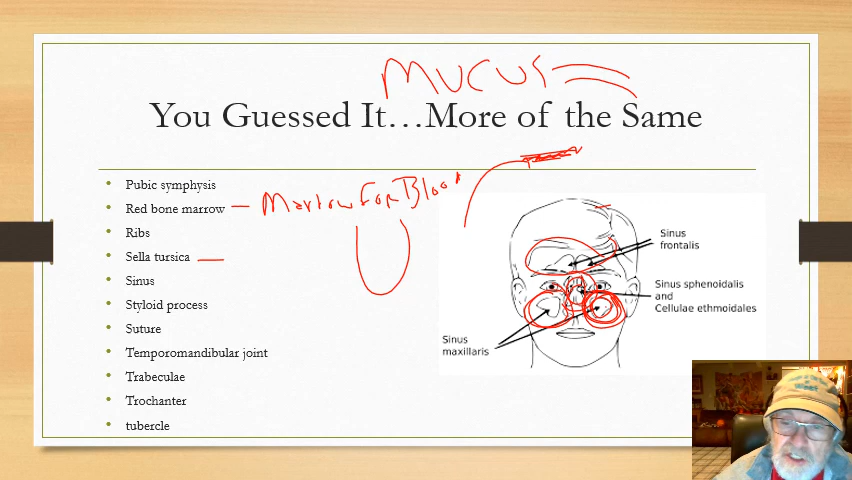 MUCUS
You Guessed It…More of the Same
Pubic symphysis
Red bone marrow — Marrow For Blood
Ribs
Sella tursica —
Sinus
Styloid process
Suture
Temporomandibular joint
Trabeculae
Trochanter
tubercle
Sinus
frontalis
Sinus sphenoidalis
and
Cellulae ethmoidales
Sinus
maxillaris